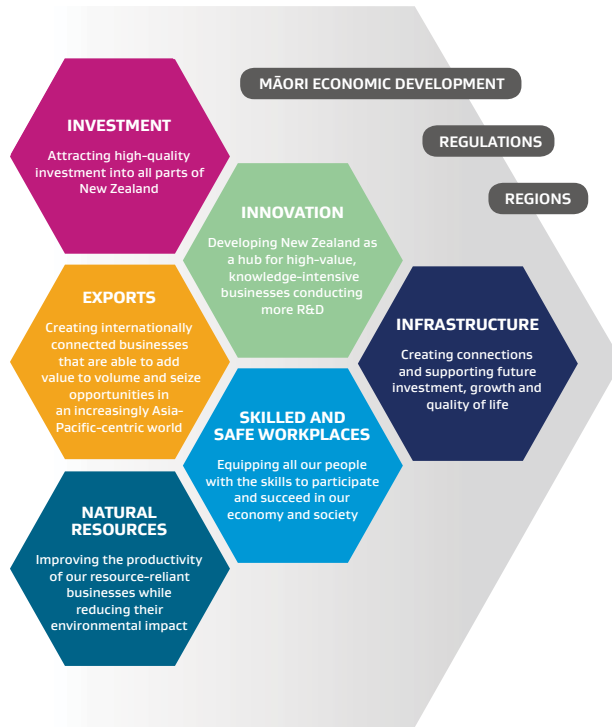 MĀORI ECONOMIC DEVELOPMENT
REGULATIONS
REGIONS
INVESTMENT
Attracting high-quality
investment into all parts of
New Zealand
INNOVATION
Developing New Zealand as
a hub for high-value,
knowledge-intensive
businesses conducting
more R&D
EXPORTS
Creating internationally
connected businesses
that are able to add
value to volume and seize
opportunities in
an increasingly Asia-
Pacific-centric world
INFRASTRUCTURE
Creating connections
and supporting future
investment, growth and
quality of life
SKILLED AND
SAFE WORKPLACES
Equipping all our people
with the skills to participate
and succeed in our
economy and society
NATURAL
RESOURCES
Improving the productivity
of our resource-reliant
businesses while
reducing their
environmental impact